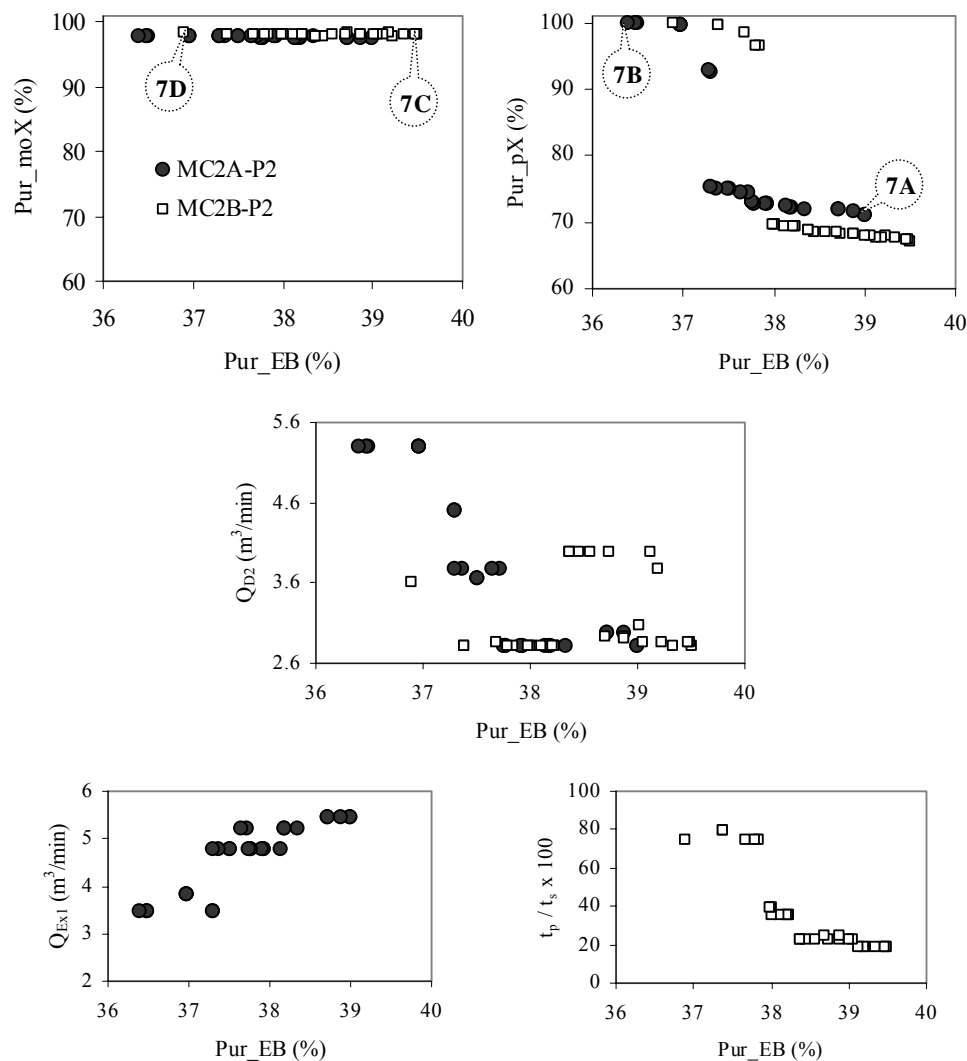 100
90
80
70
60
Pur_moX (%)
7D
7C
MC2A-P2
MC2B-P2
36 37 38 39 40
Pur_EB (%)
100
90
80
70
60
Pur_pX (%)
7B
7A
36 37 38 39 40
Pur_EB (%)
5.6
4.6
3.6
2.6
Q_D2 (m³/min)
36 37 38 39 40
Pur_EB (%)
6
5
4
3
2
Q_Ex1 (m³/min)
36 37 38 39 40
Pur_EB (%)
100
80
60
40
20
0
t_p / t_s x 100
36 37 38 39 40
Pur_EB (%)